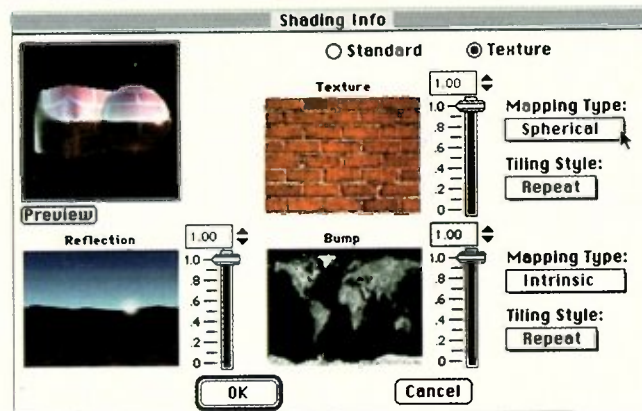 Shading Info
Standard
Texture
Texture
1.00
1.0
.8
.6
.4
.2
0
Mapping Type:
Spherical
Tiling Style:
Repeat
Preview
Reflection
1.00
1.0
.8
.6
.4
.2
0
Bump
1.00
1.0
.8
.6
.4
.2
0
Mapping Type:
Intrinsic
Tiling Style:
Repeat
OK
Cancel